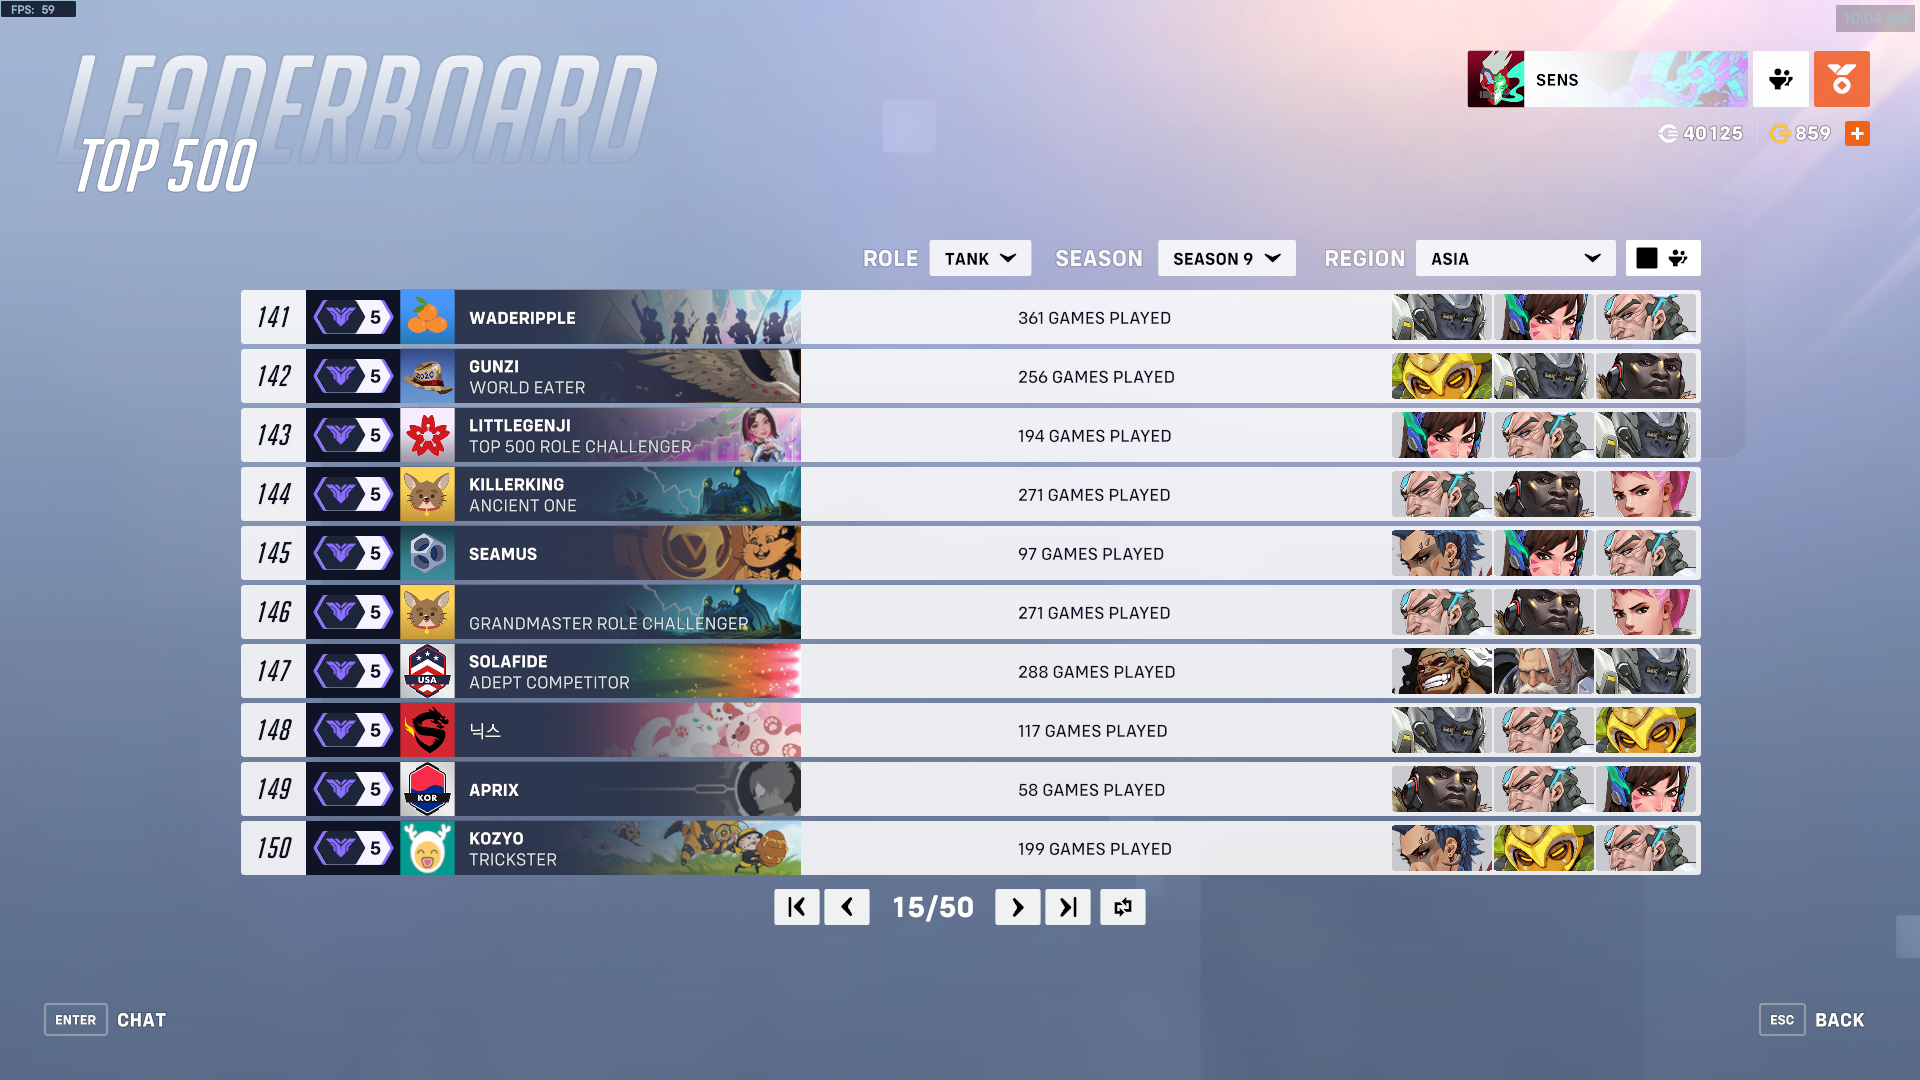 FPS: 59
10:04 AM
LEADERBOARD
TOP 500
SENS
40125 859
ROLE TANK SEASON SEASON 9 REGION ASIA
141 5 WADERIPPLE 361 GAMES PLAYED
142 5 GUNZI 256 GAMES PLAYED
WORLD EATER
143 5 LITTLEGENJI 194 GAMES PLAYED
TOP 500 ROLE CHALLENGER
144 5 KILLERKING 271 GAMES PLAYED
ANCIENT ONE
145 5 SEAMUS 97 GAMES PLAYED
146 5 GRANDMASTER ROLE CHALLENGER 271 GAMES PLAYED
147 5 USA SOLAFIDE 288 GAMES PLAYED
ADEPT COMPETITOR
148 5 닉스 117 GAMES PLAYED
149 5 KOR APRIX 58 GAMES PLAYED
150 5 KOZYO 199 GAMES PLAYED
TRICKSTER
15/50
ENTER CHAT
ESC BACK